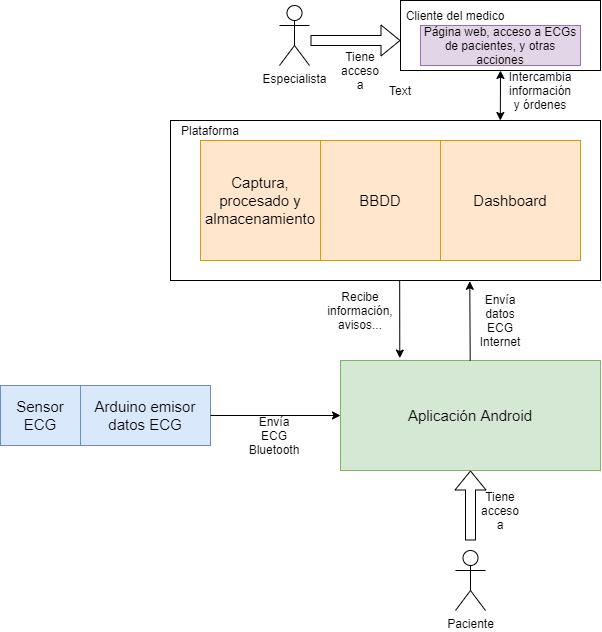 Cliente del medico
Página web, acceso a ECGs
de pacientes, y otras
acciones
Tiene
acceso
a
Especialista
Text
Intercambia
información
y órdenes
Plataforma
Captura,
procesado y
almacenamiento
BBDD
Dashboard
Recibe
información,
avisos...
Envía
datos
ECG
Internet
Sensor
ECG
Arduino emisor
datos ECG
Envía
ECG
Bluetooth
Aplicación Android
Tiene
acceso
a
Paciente